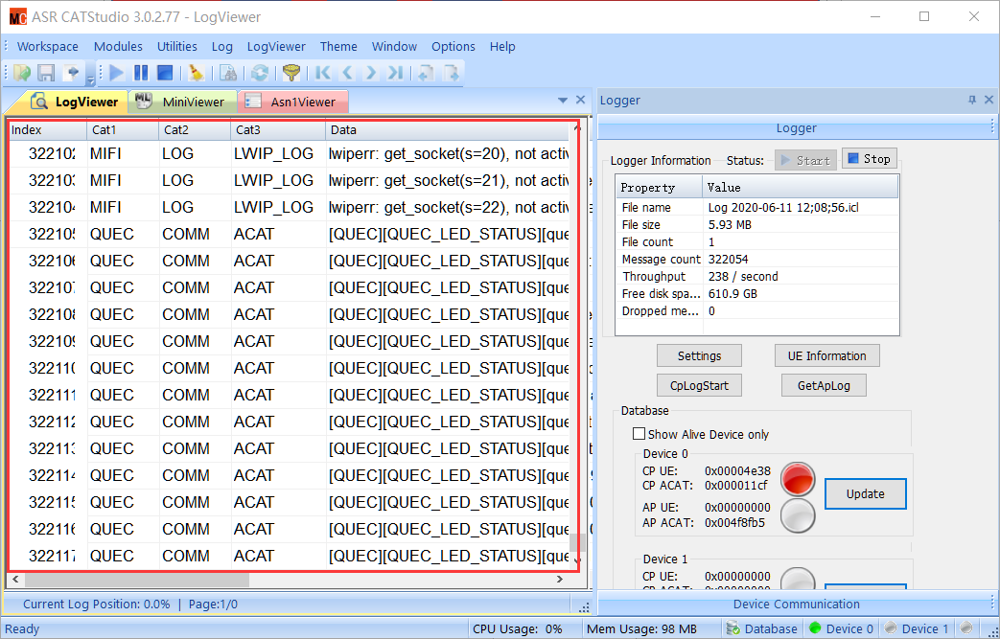 ASR CATStudio 3.0.2.77 - LogViewer
Workspace Modules Utilities Log LogViewer Theme Window Options Help
LogViewer MiniViewer Asn1Viewer
Index Cat1 Cat2 Cat3 Data
322102 MIFI LOG LWIP_LOG lwiperr: get_socket(s=20), not activ
322103 MIFI LOG LWIP_LOG lwiperr: get_socket(s=21), not activ
322104 MIFI LOG LWIP_LOG lwiperr: get_socket(s=22), not activ
322105 QUEC COMM ACAT [QUEC][QUEC_LED_STATUS][que
322106 QUEC COMM ACAT [QUEC][QUEC_LED_STATUS][que
322107 QUEC COMM ACAT [QUEC][QUEC_LED_STATUS][que
322108 QUEC COMM ACAT [QUEC][QUEC_LED_STATUS][que
322109 QUEC COMM ACAT [QUEC][QUEC_LED_STATUS][que
322110 QUEC COMM ACAT [QUEC][QUEC_LED_STATUS][que
322111 QUEC COMM ACAT [QUEC][QUEC_LED_STATUS][que
322112 QUEC COMM ACAT [QUEC][QUEC_LED_STATUS][que
322113 QUEC COMM ACAT [QUEC][QUEC_LED_STATUS][que
322114 QUEC COMM ACAT [QUEC][QUEC_LED_STATUS][que
322115 QUEC COMM ACAT [QUEC][QUEC_LED_STATUS][que
322116 QUEC COMM ACAT [QUEC][QUEC_LED_STATUS][que
322117 QUEC COMM ACAT [QUEC][QUEC_LED_STATUS][que
Current Log Position: 0.0% | Page:1/0
Logger
Logger
Logger Information Status: Start Stop
Property Value
File name Log 2020-06-11 12;08;56.icl
File size 5.93 MB
File count 1
Message count 322054
Throughput 238 / second
Free disk spa... 610.9 GB
Dropped me... 0
Settings UE Information
CpLogStart GetApLog
Database
Show Alive Device only
Device 0
CP UE: 0x00004e38
CP ACAT: 0x000011cf
Update
AP UE: 0x00000000
AP ACAT: 0x004f8fb5
Device 1
CP UE: 0x00000000
CP ACAT: 0x00000000
Device Communication
Ready CPU Usage: 0% Mem Usage: 98 MB Database Device 0 Device 1